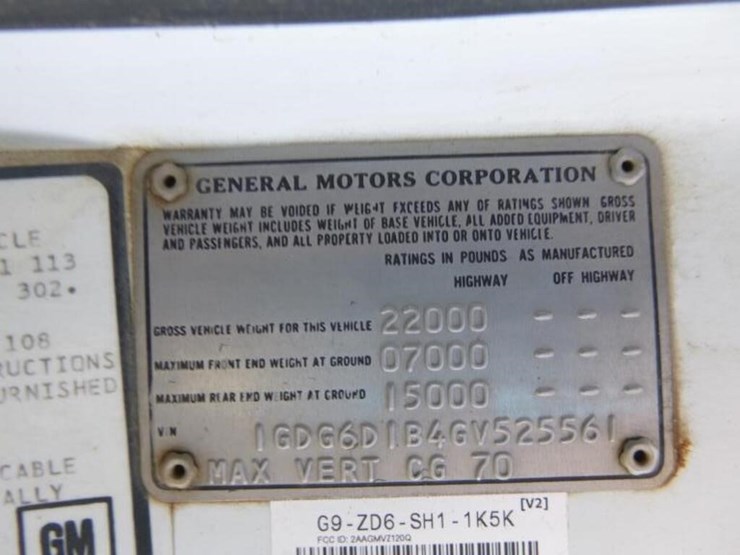 CLE
1 113
302.
108
RUCTIONS
URNISHED
CABLE
ALLY
GM
GENERAL MOTORS CORPORATION
WARRANTY MAY BE VOIDED IF WEIGHT EXCEEDS ANY OF RATINGS SHOWN GROSS
VEHICLE WEIGHT INCLUDES WEIGHT OF BASE VEHICLE, ALL ADDED EQUIPMENT, DRIVER
AND PASSENGERS, AND ALL PROPERTY LOADED INTO OR ONTO VEHICLE.
RATINGS IN POUNDS AS MANUFACTURED
HIGHWAY OFF HIGHWAY
GROSS VEHICLE WEIGHT FOR THIS VEHICLE 22000 - - -
MAXIMUM FRONT END WEIGHT AT GROUND 07000 - - -
MAXIMUM REAR END WEIGHT AT GROUND 15000 - - -
VIN 1GDG6D1B4GV525561
MAX VERT CG 70
G9-ZD6-SH1-1K5K [V2]
FCC ID: 2AAGMVZ120Q